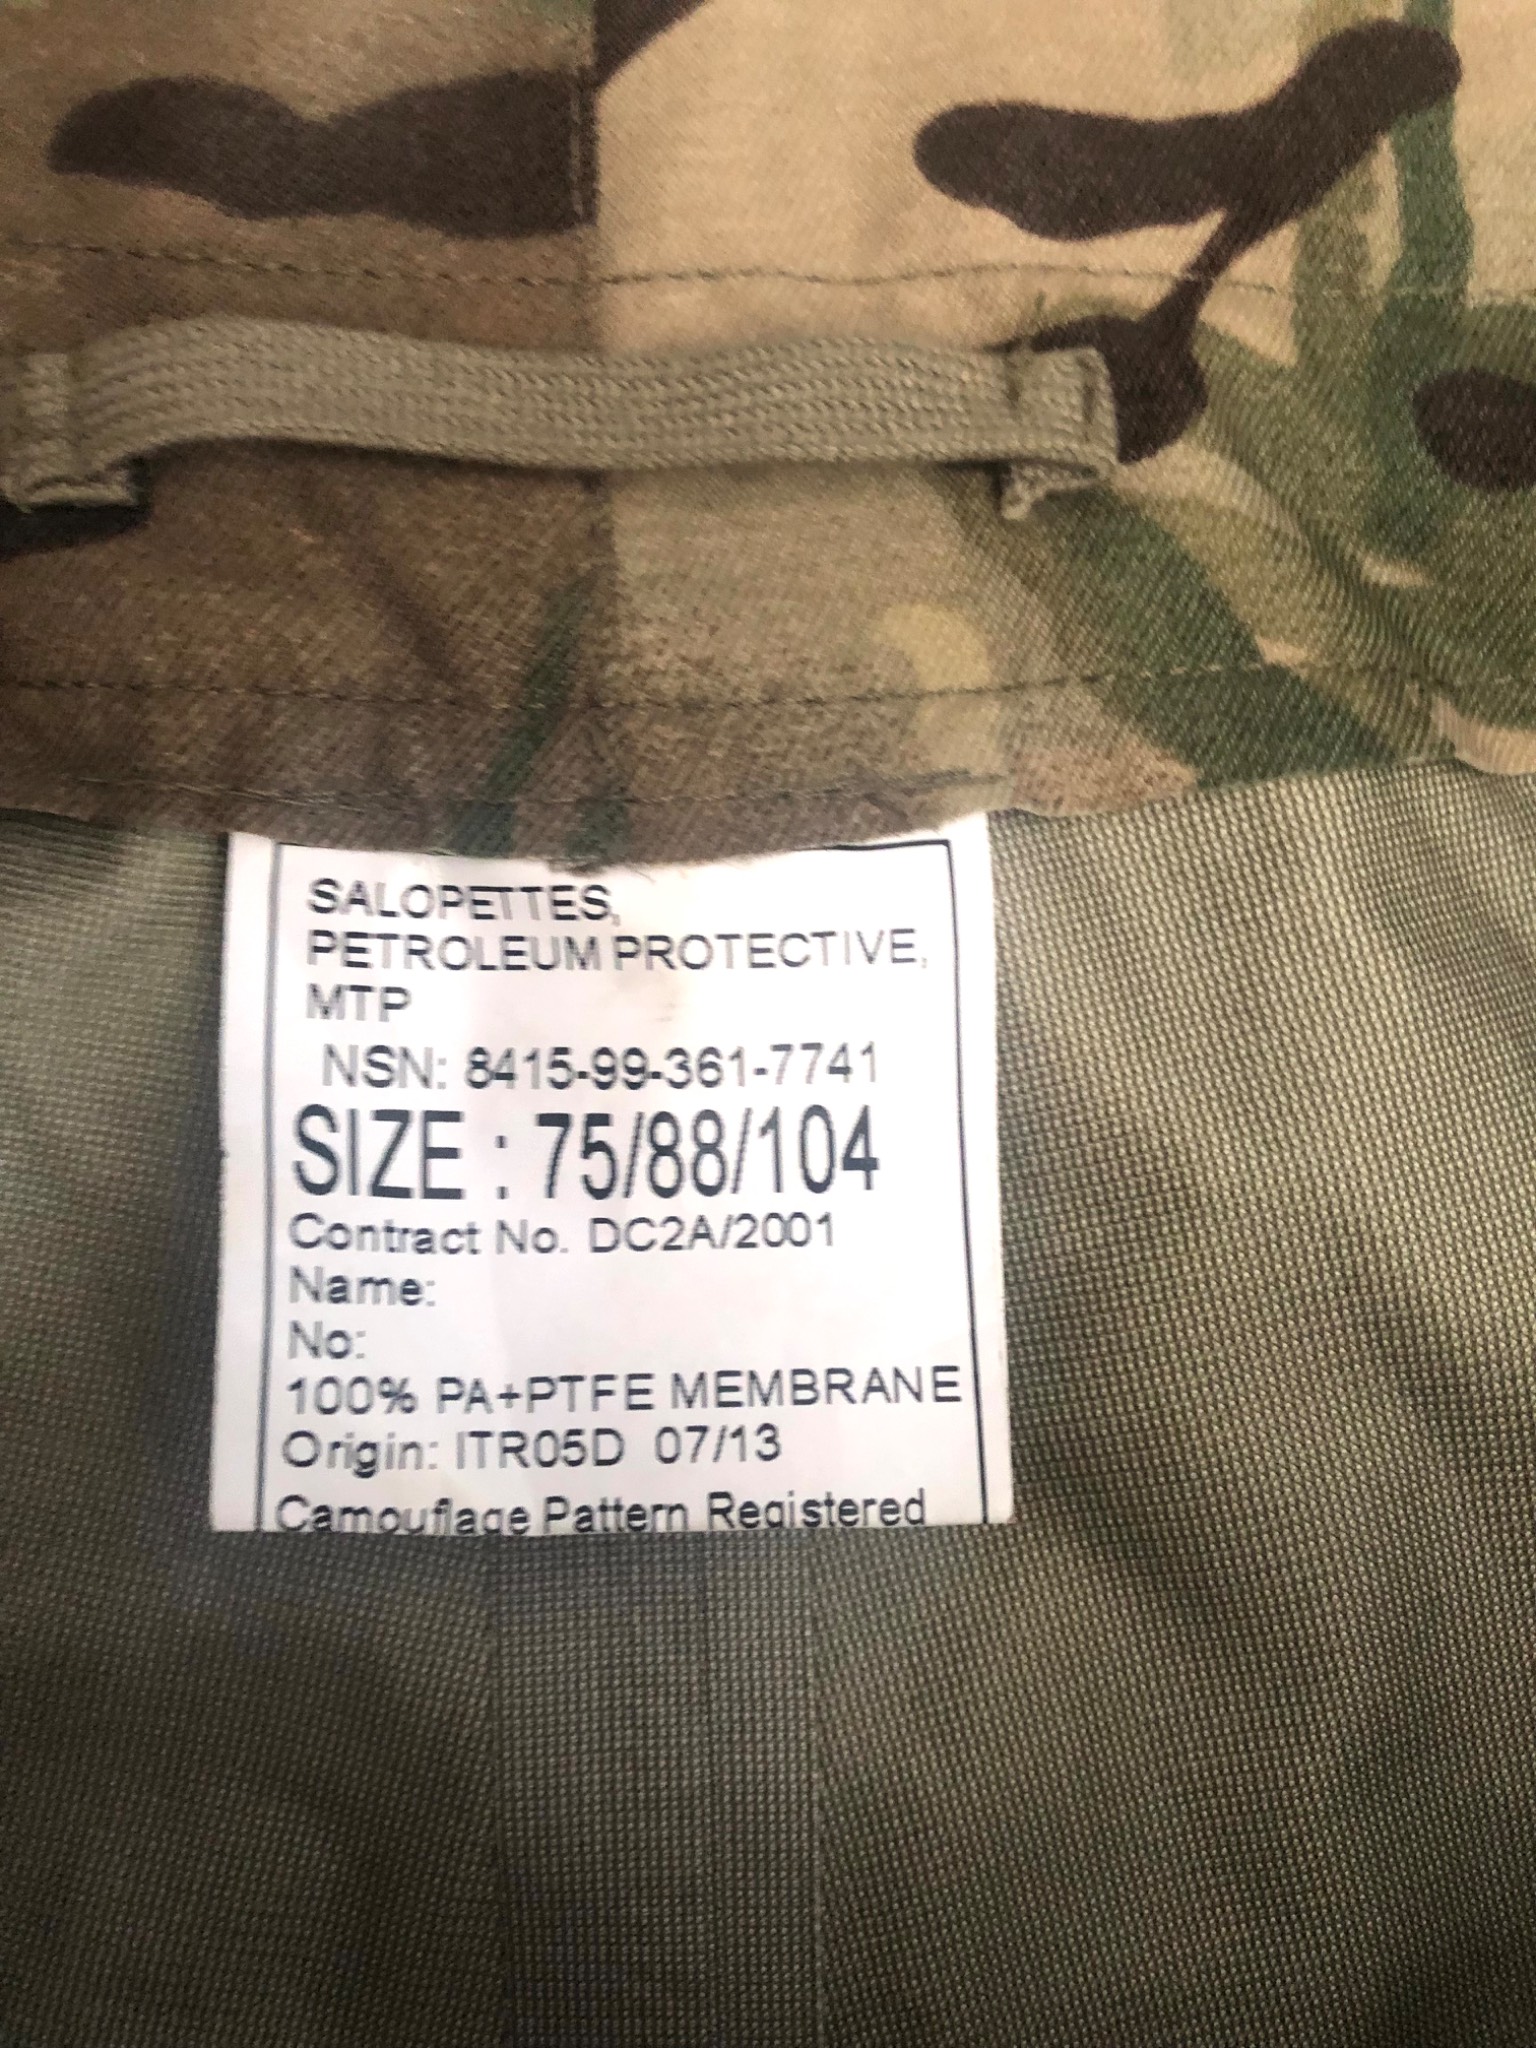 SALOPETTES,
PETROLEUM PROTECTIVE,
MTP
NSN: 8415-99-361-7741
SIZE : 75/88/104
Contract No. DC2A/2001
Name:
No:
100% PA+PTFE MEMBRANE
Origin: ITR05D 07/13
Camouflage Pattern Registered